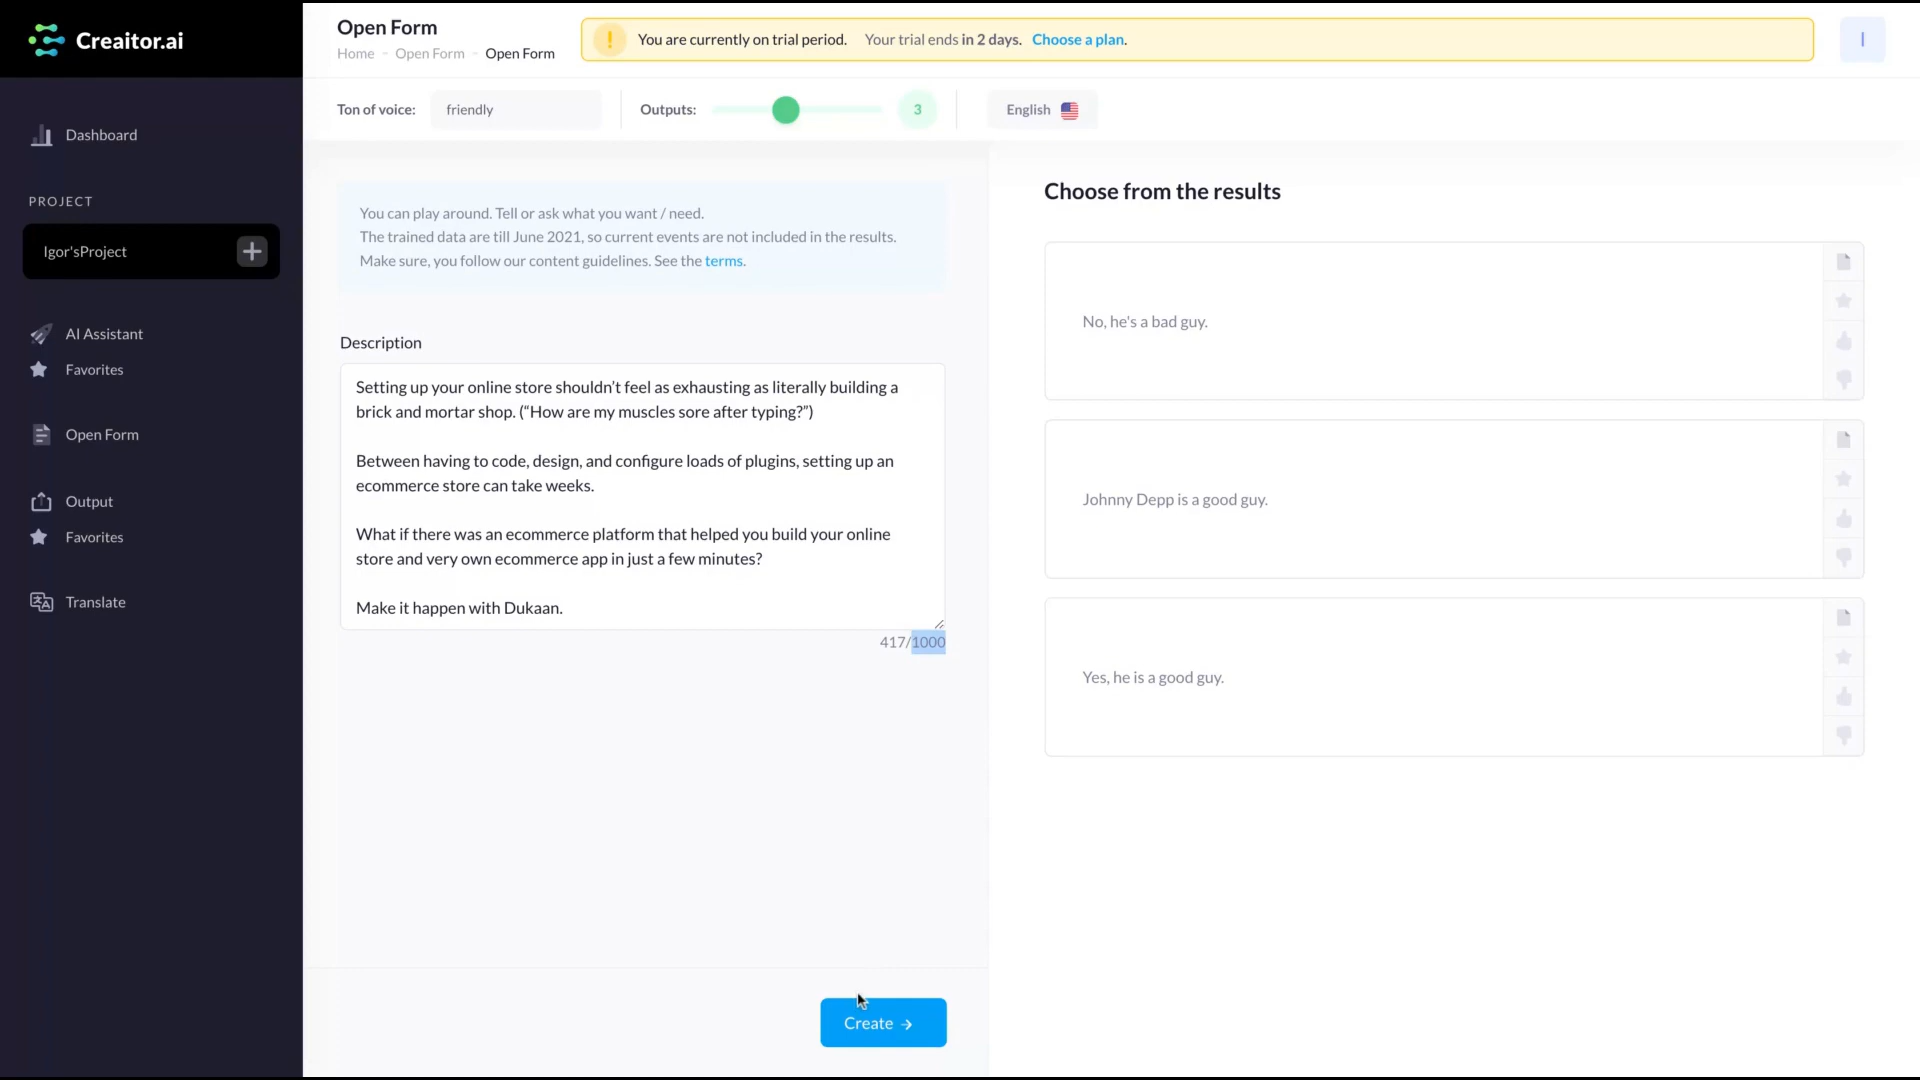 Creaitor.ai
Dashboard
PROJECT
Igor'sProject
AI Assistant
Favorites
Open Form
Output
Favorites
Translate
Open Form
Home - Open Form - Open Form
You are currently on trial period. Your trial ends in 2 days. Choose a plan.
I
Ton of voice: friendly Outputs: 3 English
You can play around. Tell or ask what you want / need.
The trained data are till June 2021, so current events are not included in the results.
Make sure, you follow our content guidelines. See the terms.
Description
Setting up your online store shouldn’t feel as exhausting as literally building a
brick and mortar shop. (“How are my muscles sore after typing?”)
Between having to code, design, and configure loads of plugins, setting up an
ecommerce store can take weeks.
What if there was an ecommerce platform that helped you build your online
store and very own ecommerce app in just a few minutes?
Make it happen with Dukaan.
417/1000
Create →
Choose from the results
No, he's a bad guy.
Johnny Depp is a good guy.
Yes, he is a good guy.